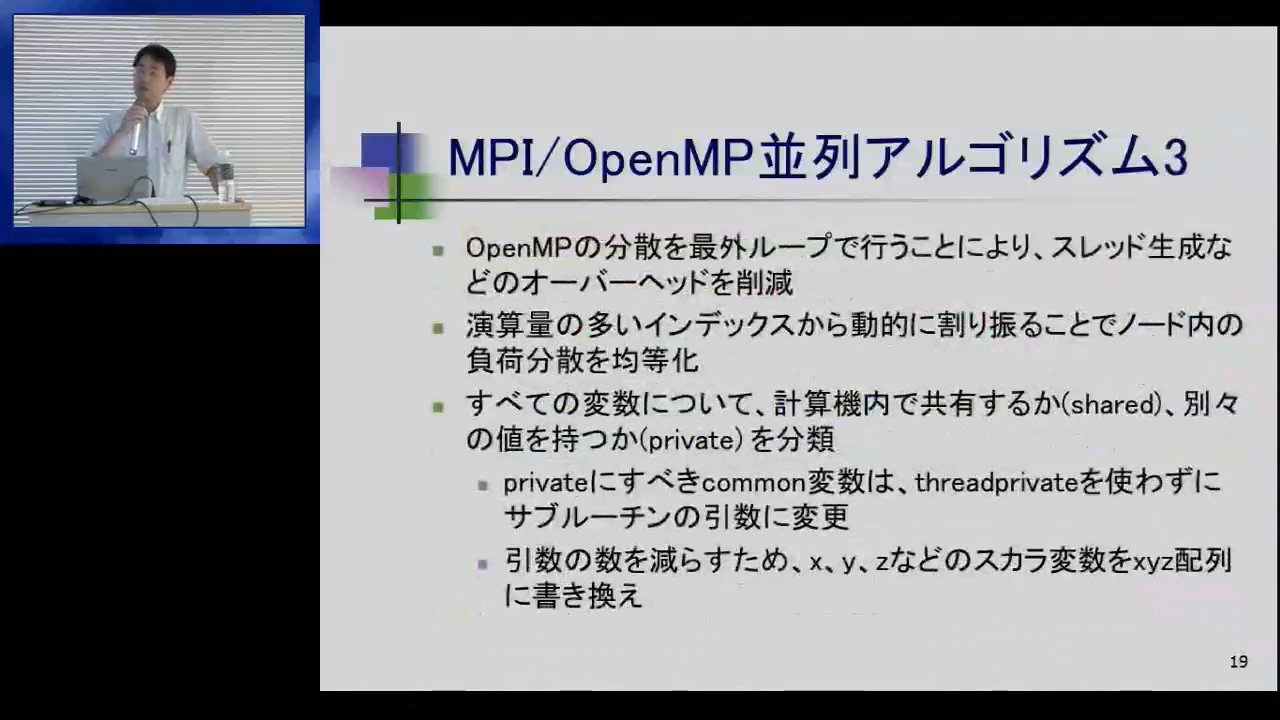 MPI/OpenMP並列アルゴリズム3
OpenMPの分散を最外ループで行うことにより、スレッド生成な
どのオーバーヘッドを削減
演算量の多いインデックスから動的に割り振ることでノード内の
負荷分散を均等化
すべての変数について、計算機内で共有するか(shared)、別々
の値を持つか(private)を分類
privateにすべきcommon変数は、threadprivateを使わずに
サブルーチンの引数に変更
引数の数を減らすため、x、y、zなどのスカラ変数をxyz配列
に書き換え
19